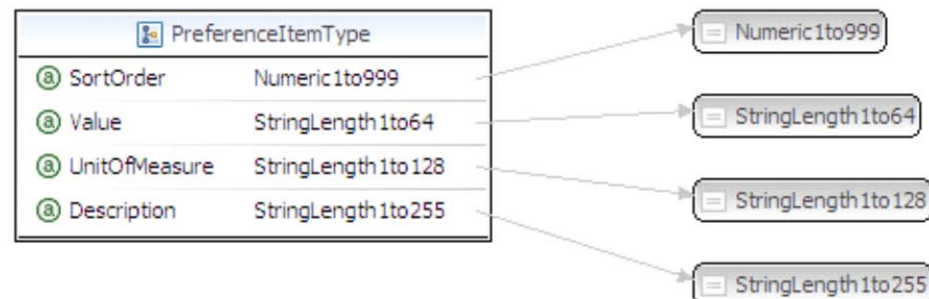 PreferenceItemType
SortOrder Numeric1to999
Value StringLength1to64
UnitOfMeasure StringLength1to128
Description StringLength1to255
Numeric1to999
StringLength1to64
StringLength1to128
StringLength1to255